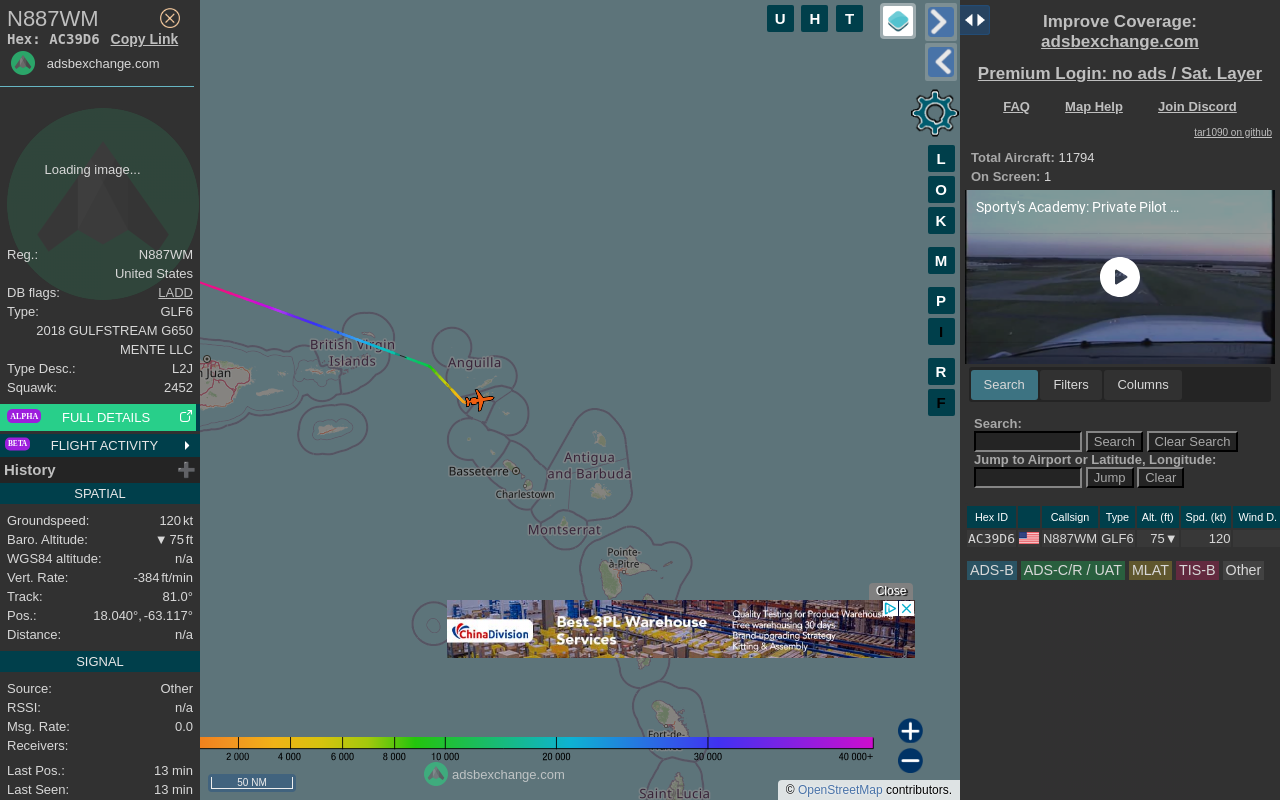 N887WM
Hex: AC39D6 Copy Link
adsbexchange.com
Loading image...
Reg.: N887WM
United States
DB flags: LADD
Type: GLF6
2018 GULFSTREAM G650
MENTE LLC
Type Desc.: L2J
Squawk: 2452
ALPHA FULL DETAILS
BETA FLIGHT ACTIVITY
History
SPATIAL
Groundspeed: 120 kt
Baro. Altitude: ▼ 75 ft
WGS84 altitude: n/a
Vert. Rate: -384 ft/min
Track: 81.0°
Pos.: 18.040°, -63.117°
Distance: n/a
SIGNAL
Source: Other
RSSI: n/a
Msg. Rate: 0.0
Receivers:
Last Pos.: 13 min
Last Seen: 13 min
U H T
L
O
K
M
P
I
R
F
British Virgin
Islands
Anguilla
n Juan
Antigua
and Barbuda
Basseterre
Charlestown
Montserrat
Pointe-
à-Pitre
Close
ChinaDivision
Best 3PL Warehouse
Services
Quality Testing for Product Warehousing
Free warehousing 30 days
Brand-upgrading Strategy
Kitting & Assembly
Fort-de-
Saint Lucia
2 000 4 000 6 000 8 000 10 000 20 000 30 000 40 000+
50 NM
adsbexchange.com
© OpenStreetMap contributors.
Improve Coverage:
adsbexchange.com
Premium Login: no ads / Sat. Layer
FAQ Map Help Join Discord
tar1090 on github
Total Aircraft: 11794
On Screen: 1
Sporty's Academy: Private Pilot ...
Search Filters Columns
Search:
Search Clear Search
Jump to Airport or Latitude, Longitude:
Jump Clear
Hex ID Callsign Type Alt. (ft) Spd. (kt) Wind D.
AC39D6 N887WM GLF6 75▼ 120
ADS-B ADS-C/R / UAT MLAT TIS-B Other